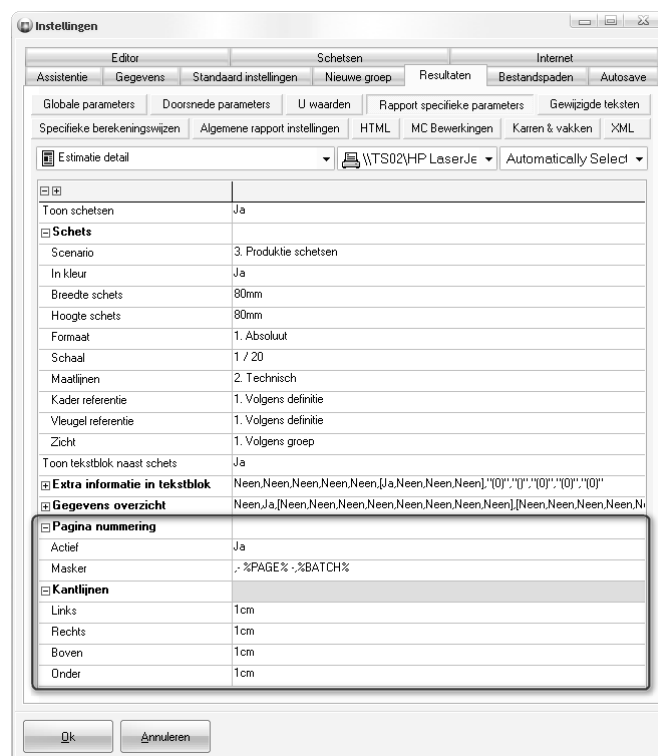 Instellingen
Editor Schetsen Internet
Assistentie Gegevens Standaard instellingen Nieuwe groep Resultaten Bestandspaden Autosave
Globale parameters Doorsnede parameters U waarden Rapport specifieke parameters Gewijzigde teksten
Specifieke berekeningswijzen Algemene rapport instellingen HTML MC Bewerkingen Karren & vakken XML
Estimatie detail \\TS02\HP LaserJe Automatically Select
Toon schetsen Ja
Schets
Scenario 3. Produktie schetsen
In kleur Ja
Breedte schets 80mm
Hoogte schets 80mm
Formaat 1. Absoluut
Schaal 1 / 20
Maatlijnen 2. Technisch
Kader referentie 1. Volgens definitie
Vleugel referentie 1. Volgens definitie
Zicht 1. Volgens groep
Toon tekstblok naast schets Ja
Extra informatie in tekstblok Neen,Neen,Neen,Neen,Neen,[Ja,Neen,Neen,Neen],"(0)","()","(0)","(0)","(0)"
Gegevens overzicht Neen,Ja,[Neen,Neen,Neen,Neen,Neen,Neen,Neen,Neen],[Neen,Neen,Neen,Neen,N
Pagina nummering
Actief Ja
Masker ,- %PAGE% -,%BATCH%
Kantlijnen
Links 1cm
Rechts 1cm
Boven 1cm
Onder 1cm
Ok Annuleren